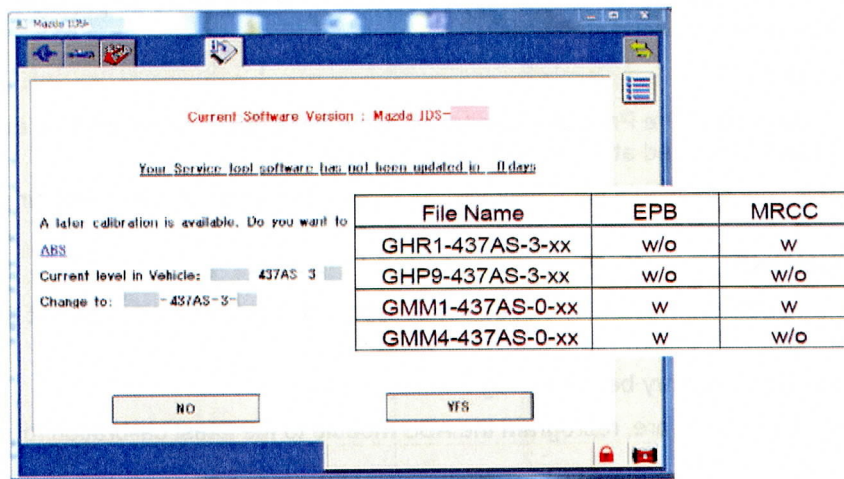 Mazda IDS
Current Software Version : Mazda IDS-
Your Service tool software has not been updated in 0 days
A later calibration is available. Do you want to
ABS
Current level in Vehicle: 437AS 3
Change to: -437AS-3-
File Name EPB MRCC
GHR1-437AS-3-xx w/o w
GHP9-437AS-3-xx w/o w/o
GMM1-437AS-0-xx w w
GMM4-437AS-0-xx w w/o
NO YES